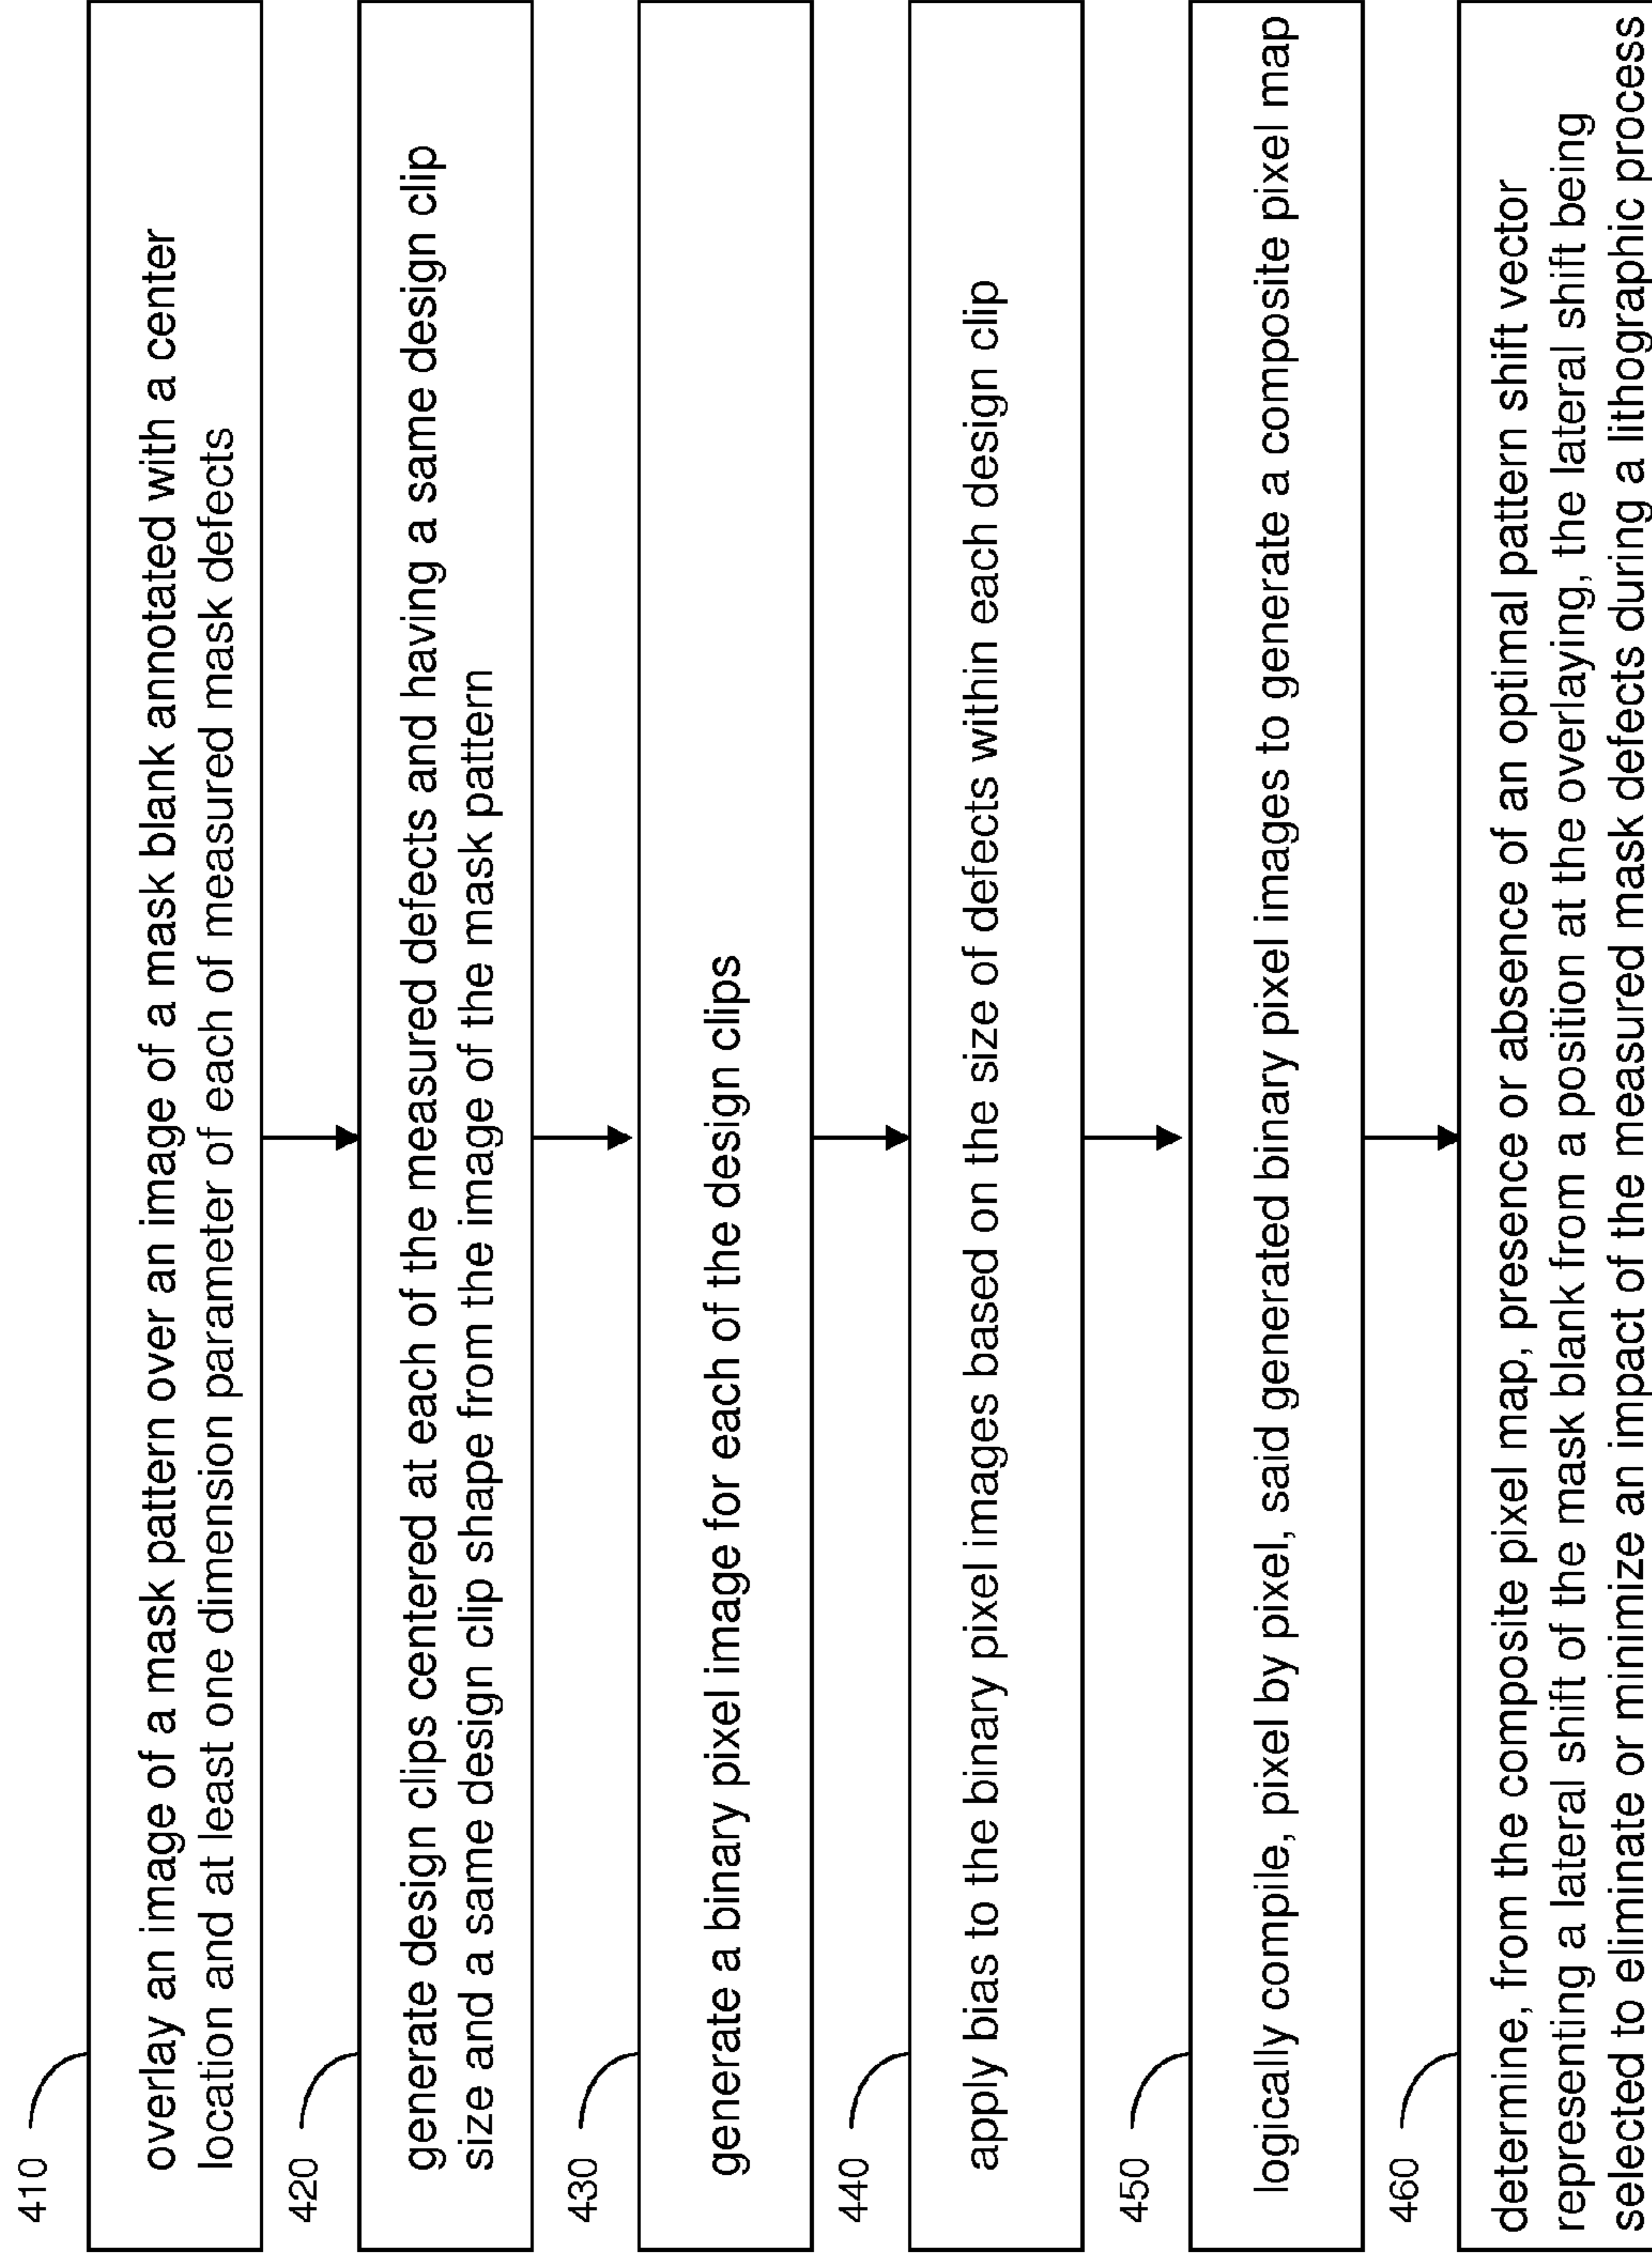 410
overlay an image of a mask pattern over an image of a mask blank annotated with a center
location and at least one dimension parameter of each of measured mask defects
420
generate design clips centered at each of the measured defects and having a same design clip
size and a same design clip shape from the image of the mask pattern
430
generate a binary pixel image for each of the design clips
440
apply bias to the binary pixel images based on the size of defects within each design clip
450
logically compile, pixel by pixel, said generated binary pixel images to generate a composite pixel map
460
determine, from the composite pixel map, presence or absence of an optimal pattern shift vector
representing a lateral shift of the mask blank from a position at the overlaying, the lateral shift being
selected to eliminate or minimize an impact of the measured mask defects during a lithographic process